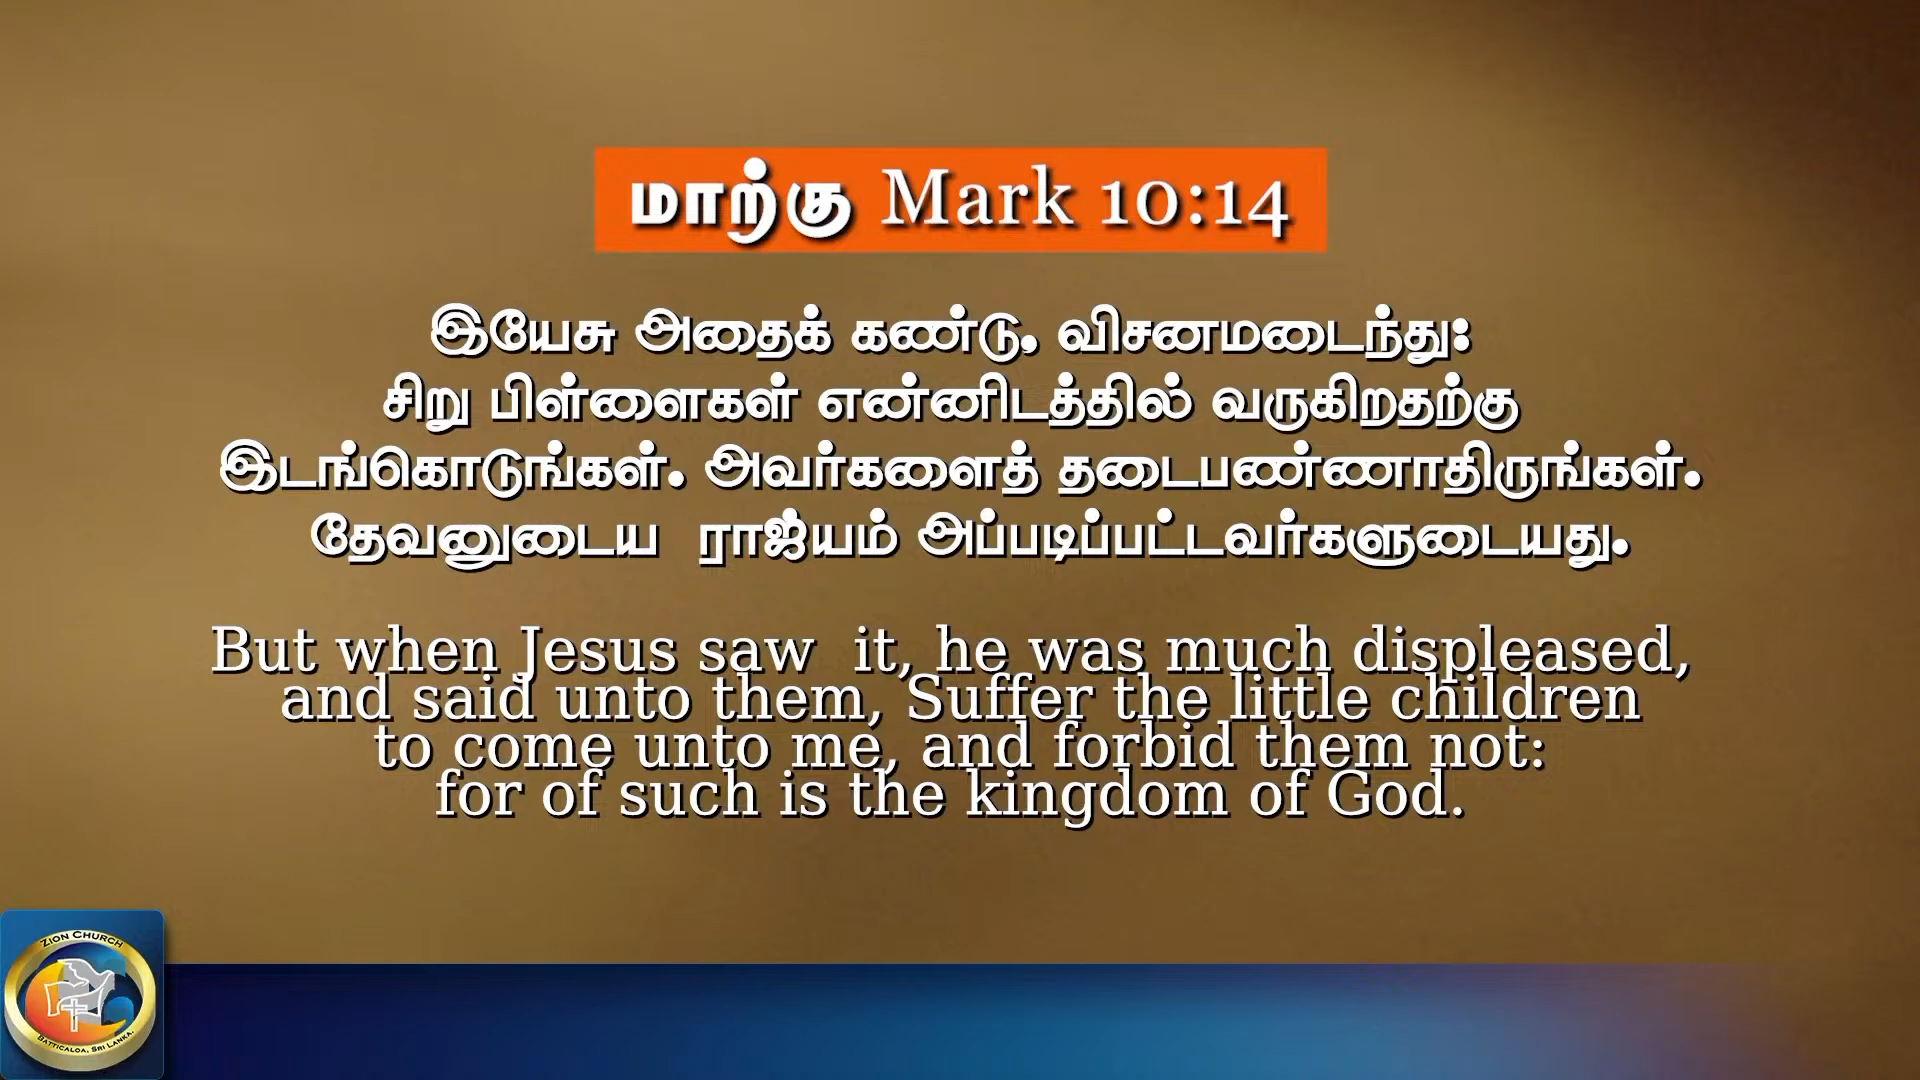 மாற்கு Mark 10:14
இயேசு அதைக் கண்டு, விசனமடைந்து:
சிறு பிள்ளைகள் என்னிடத்தில் வருகிறதற்கு
இடங்கொடுங்கள். அவர்களைத் தடைபண்ணாதிருங்கள்.
தேவனுடைய ராஜ்யம் அப்படிப்பட்டவர்களுடையது.
But when Jesus saw it, he was much displeased,
and said unto them, Suffer the little children
to come unto me, and forbid them not:
for of such is the kingdom of God.
ZION CHURCH
BATTICALOA, SRI LANKA.